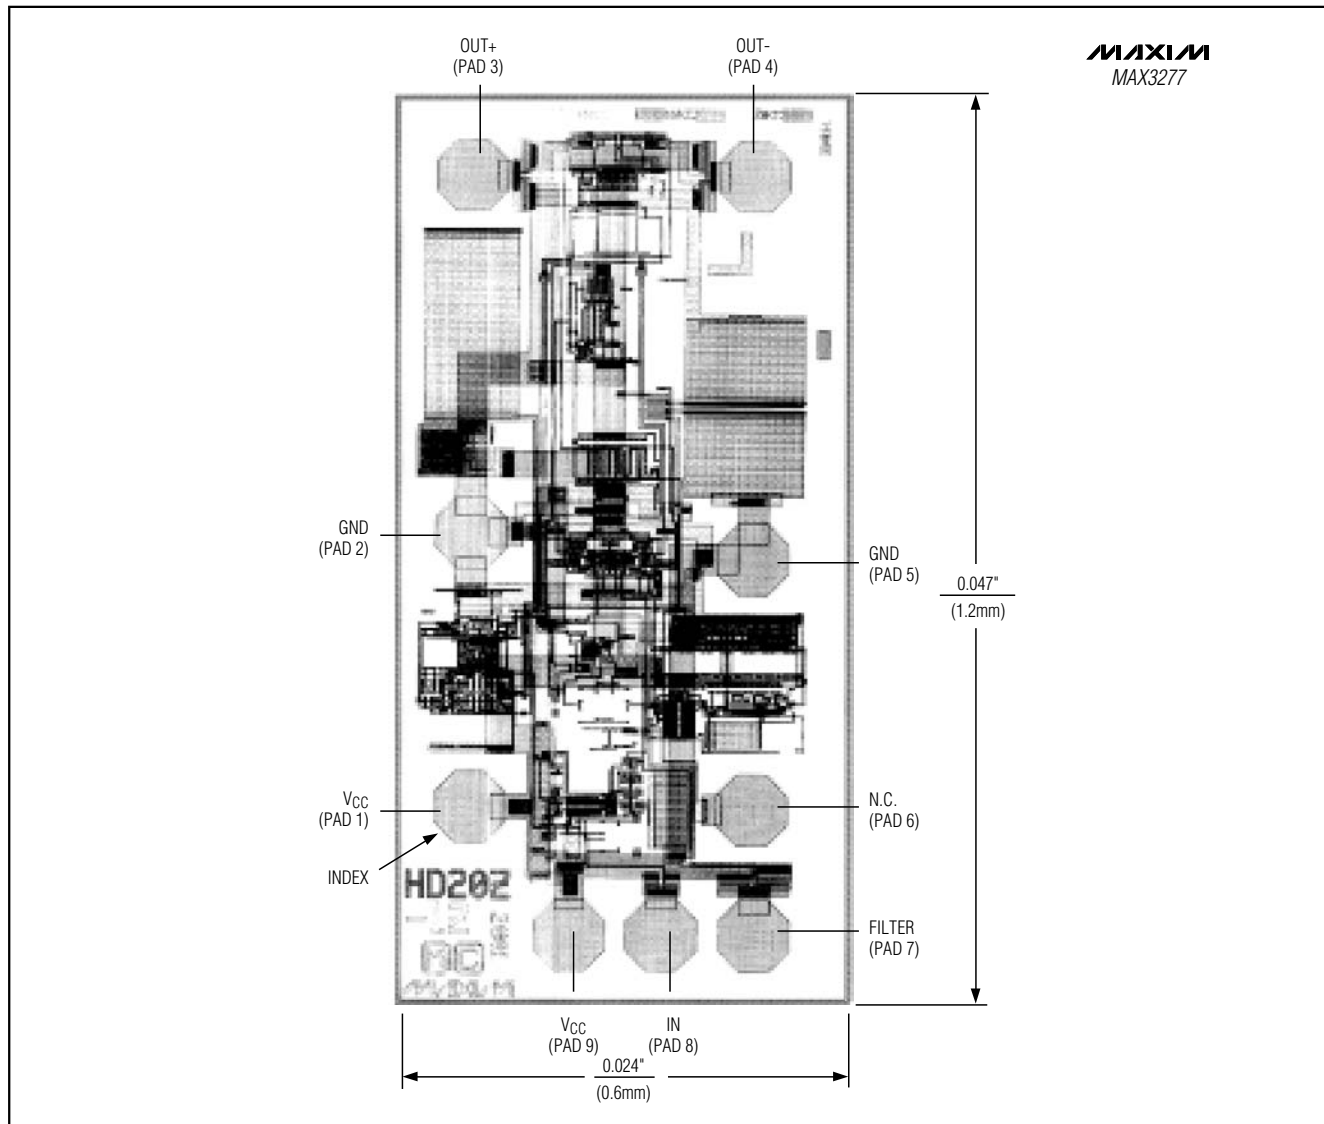 OUT+
(PAD 3)
OUT-
(PAD 4)
MAXIM
MAX3277
GND
(PAD 2)
GND
(PAD 5)
0.047"
(1.2mm)
VCC
(PAD 1)
N.C.
(PAD 6)
INDEX
HD202
FILTER
(PAD 7)
VCC
(PAD 9)
IN
(PAD 8)
0.024"
(0.6mm)